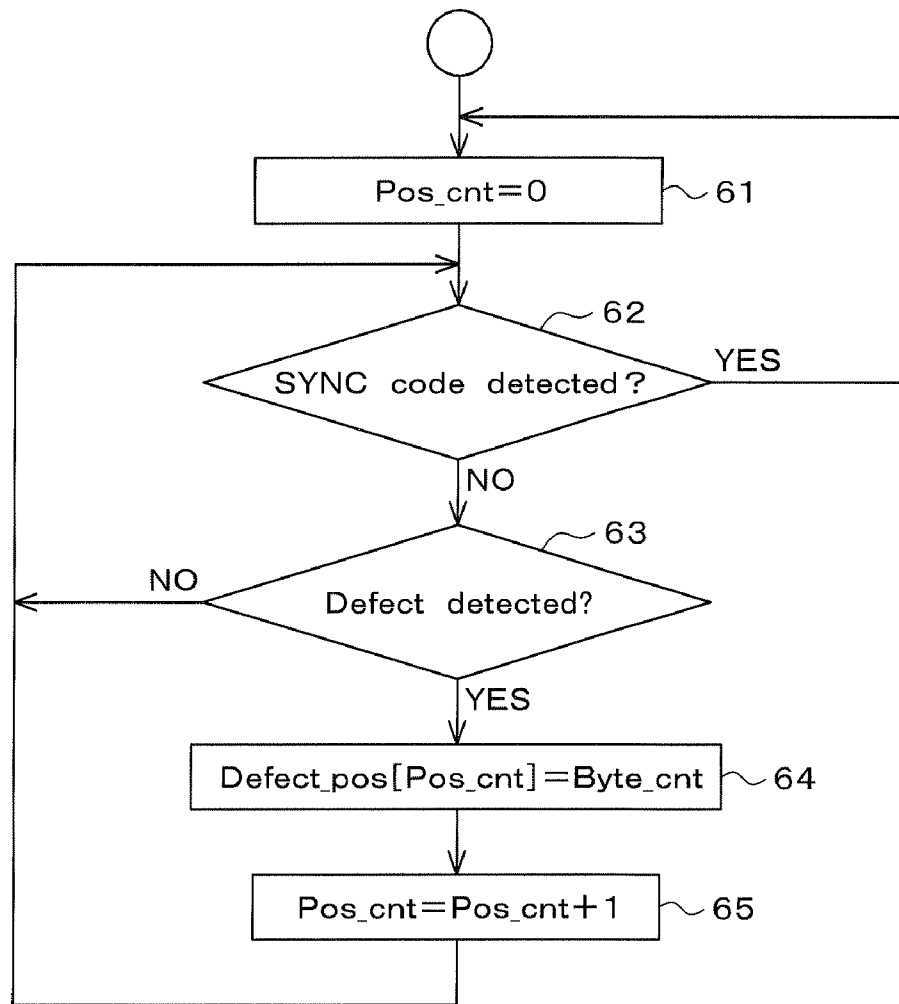 Pos_cnt=0
61
62
SYNC code detected?
YES
NO
63
NO
Defect detected?
YES
Defect_pos[Pos_cnt]=Byte_cnt
64
Pos_cnt=Pos_cnt+1
65